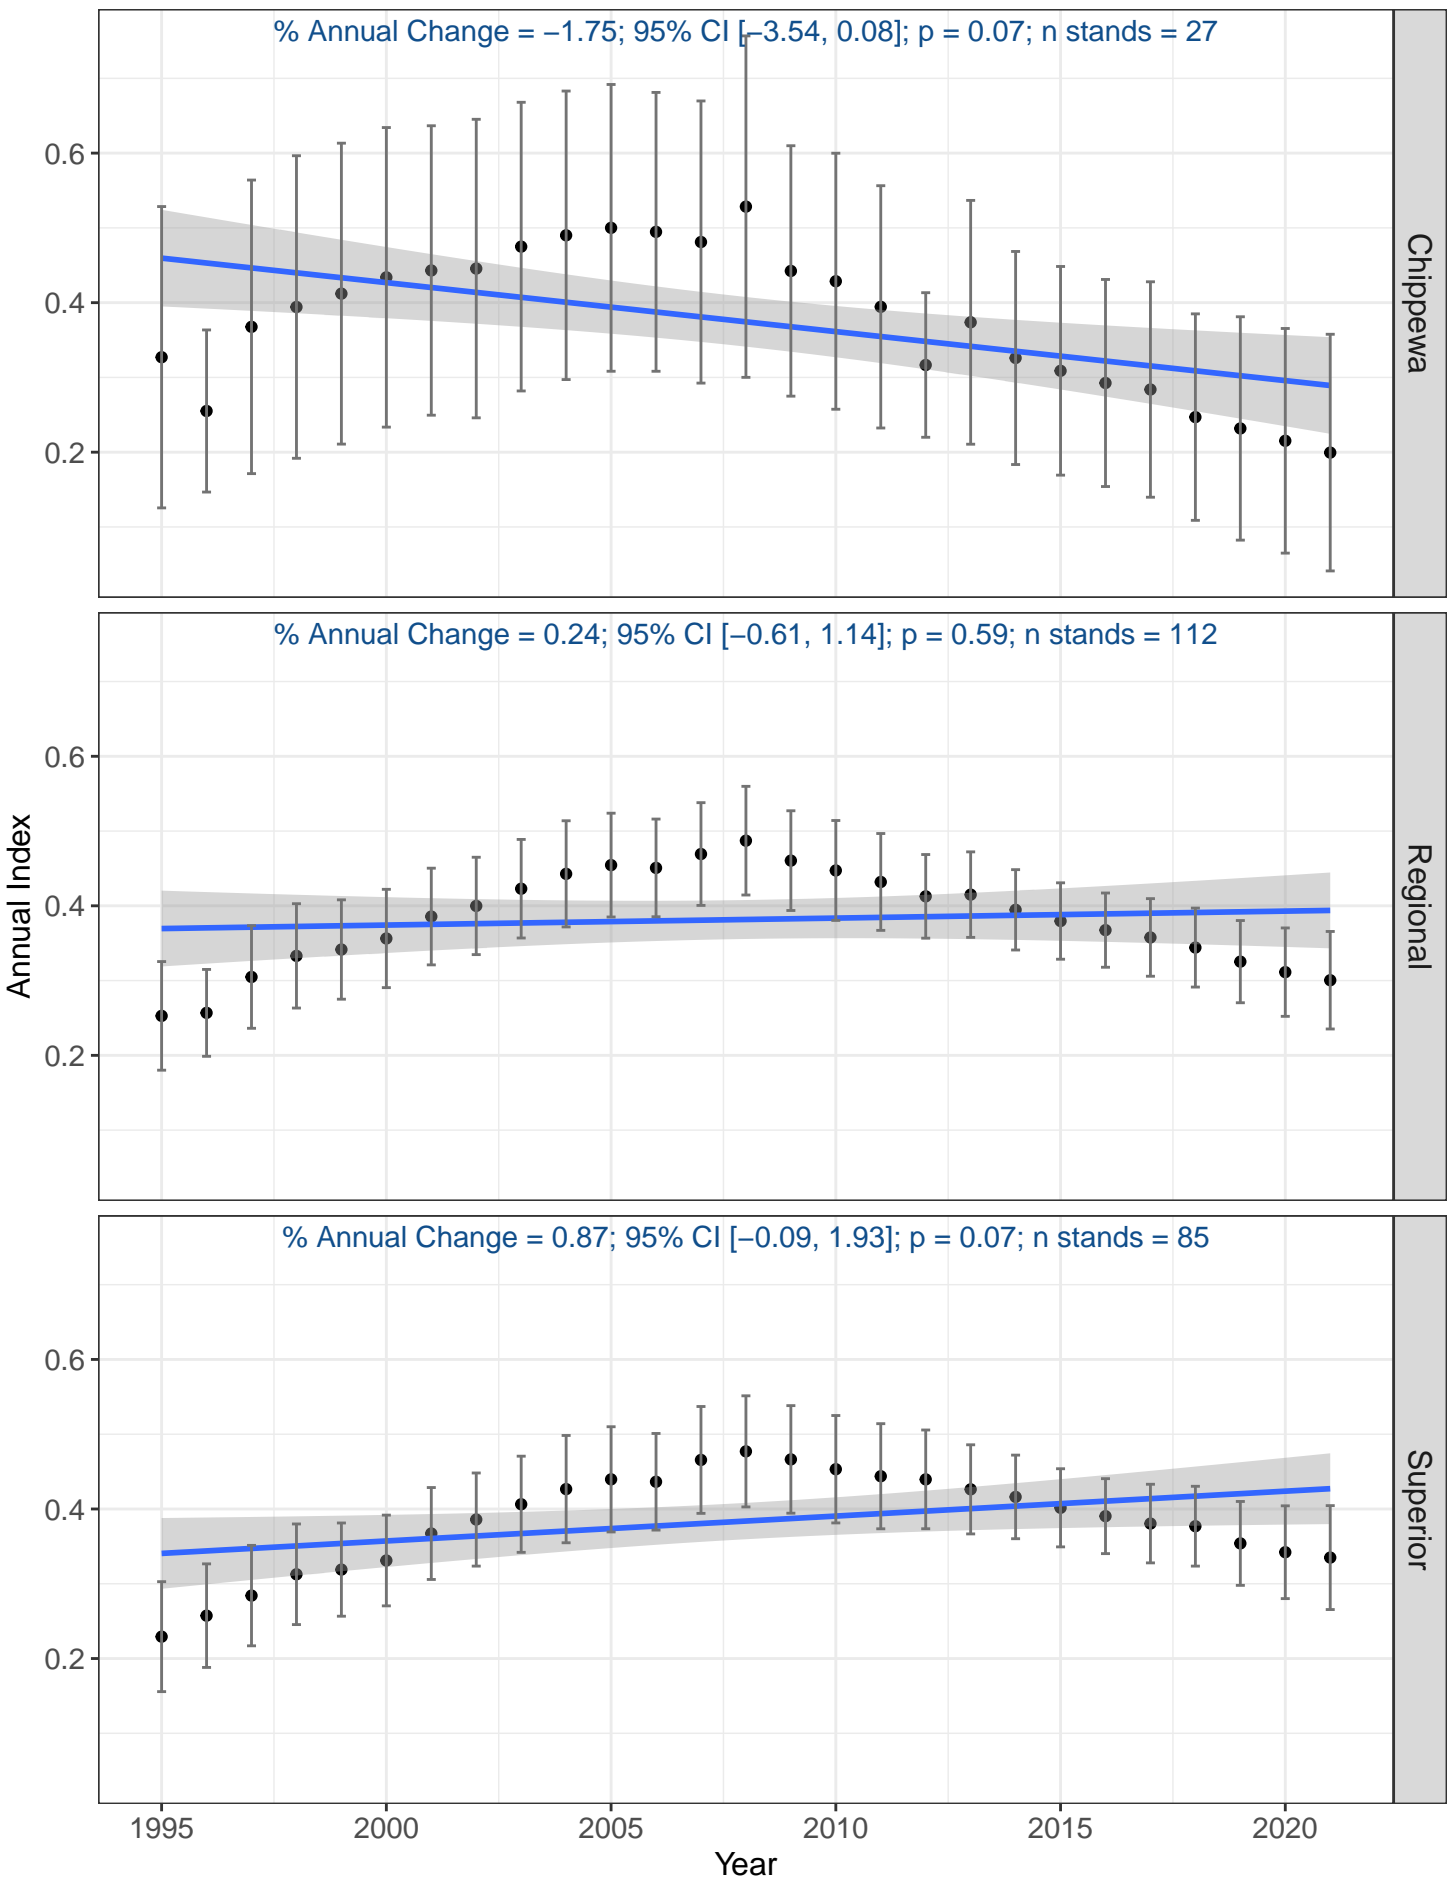 % Annual Change = −1.75; 95% CI [−3.54, 0.08]; p = 0.07; n stands = 27
0.6
0.4
0.2
Chippewa
% Annual Change = 0.24; 95% CI [−0.61, 1.14]; p = 0.59; n stands = 112
0.6
0.4
0.2
Regional
Annual Index
% Annual Change = 0.87; 95% CI [−0.09, 1.93]; p = 0.07; n stands = 85
0.6
0.4
0.2
Superior
1995 2000 2005 2010 2015 2020
Year